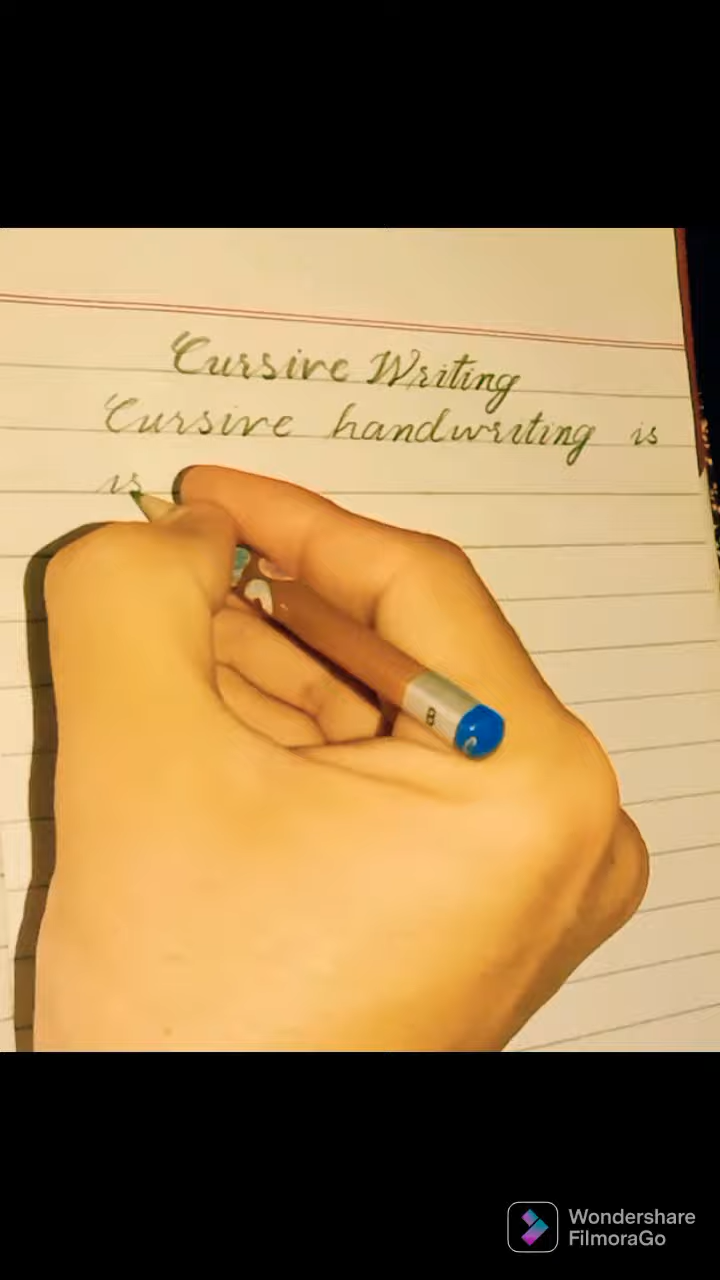 Cursive Writing
Cursive handwriting is
is
B
Wondershare
FilmoraGo